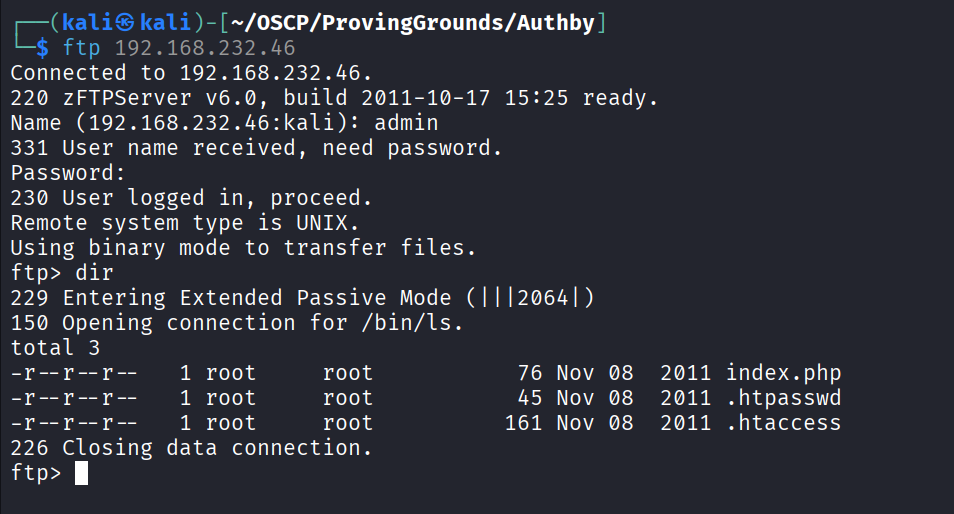 ┌──(kali㉿kali)-[~/OSCP/ProvingGrounds/Authby]
└─$ ftp 192.168.232.46
Connected to 192.168.232.46.
220 zFTPServer v6.0, build 2011-10-17 15:25 ready.
Name (192.168.232.46:kali): admin
331 User name received, need password.
Password:
230 User logged in, proceed.
Remote system type is UNIX.
Using binary mode to transfer files.
ftp> dir
229 Entering Extended Passive Mode (|||2064|)
150 Opening connection for /bin/ls.
total 3
-r--r--r--   1 root     root           76 Nov 08  2011 index.php
-r--r--r--   1 root     root           45 Nov 08  2011 .htpasswd
-r--r--r--   1 root     root          161 Nov 08  2011 .htaccess
226 Closing data connection.
ftp>